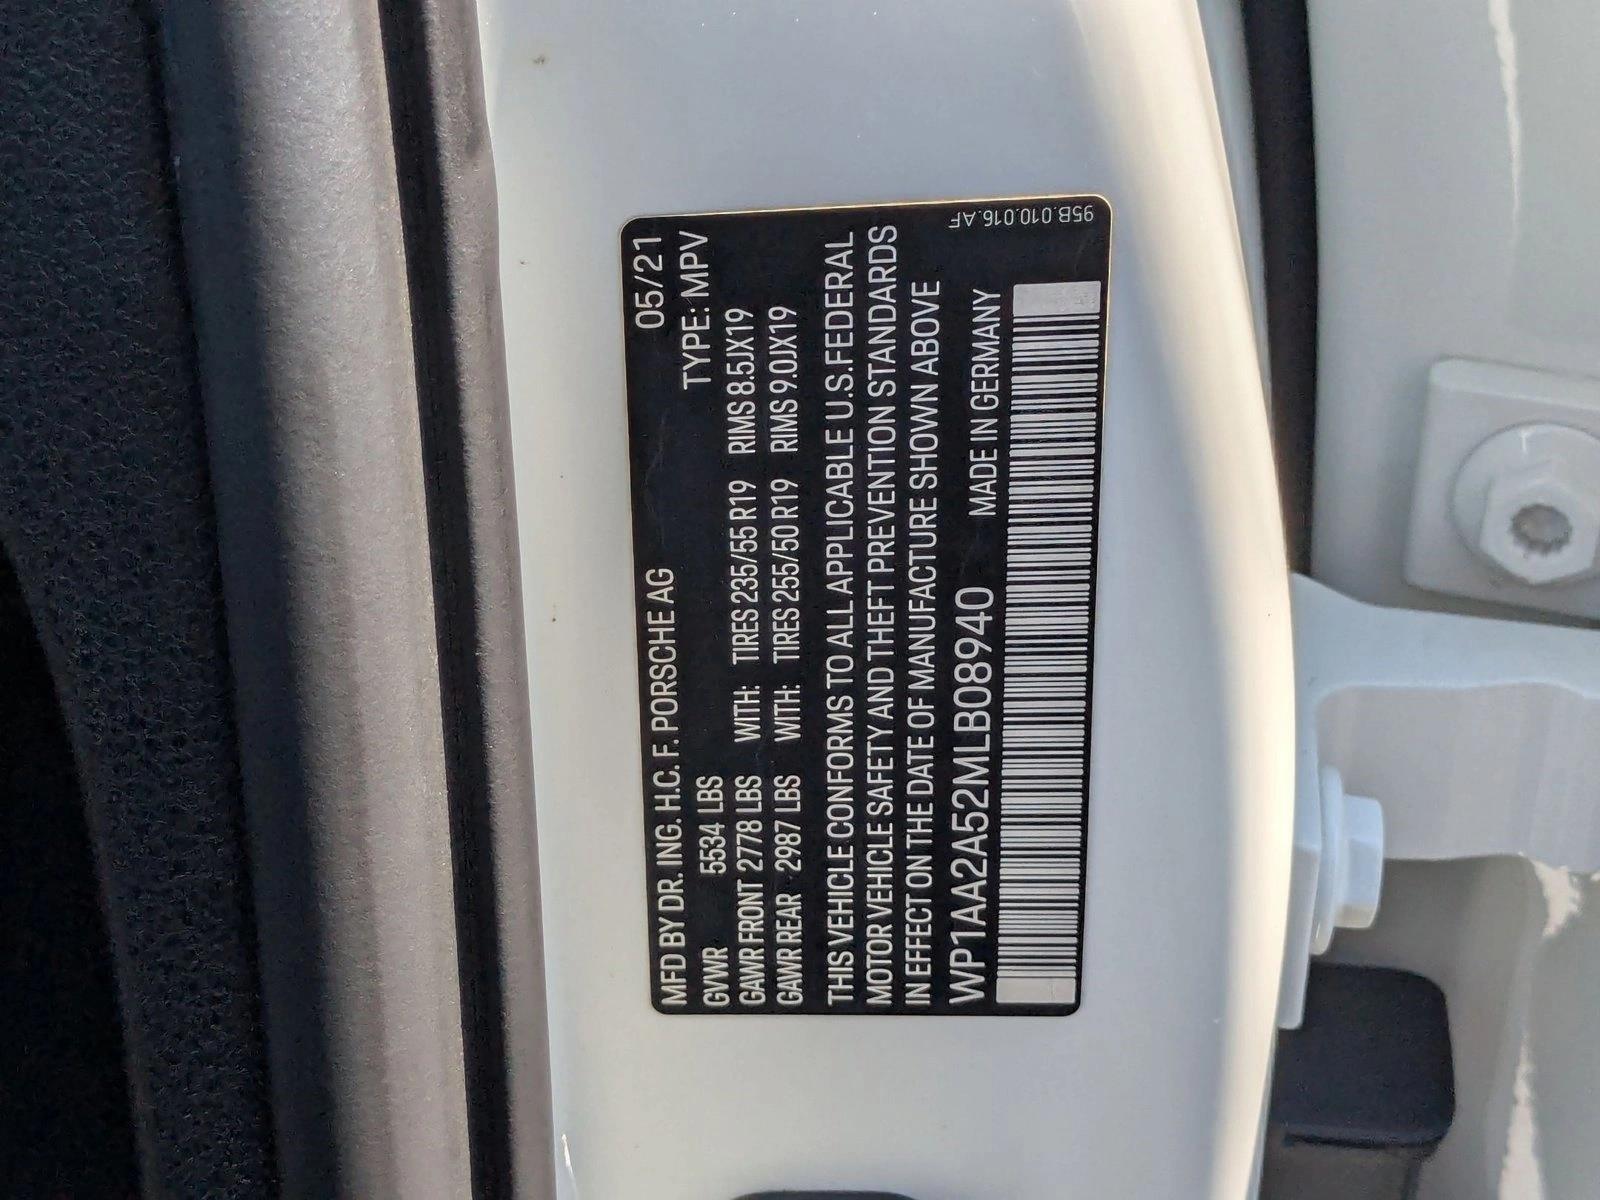 05/21
MFD BY DR. ING. H.C. F. PORSCHE AG TYPE: MPV
GVWR 5534 LBS
GAWR FRONT 2778 LBS WITH: TIRES 235/55 R19 RIMS 8.5JX19
GAWR REAR 2987 LBS WITH: TIRES 255/50 R19 RIMS 9.0JX19
THIS VEHICLE CONFORMS TO ALL APPLICABLE U.S.FEDERAL
MOTOR VEHICLE SAFETY AND THEFT PREVENTION STANDARDS
IN EFFECT ON THE DATE OF MANUFACTURE SHOWN ABOVE
WP1AA2A52MLB08940 MADE IN GERMANY
95B.010.016.AF